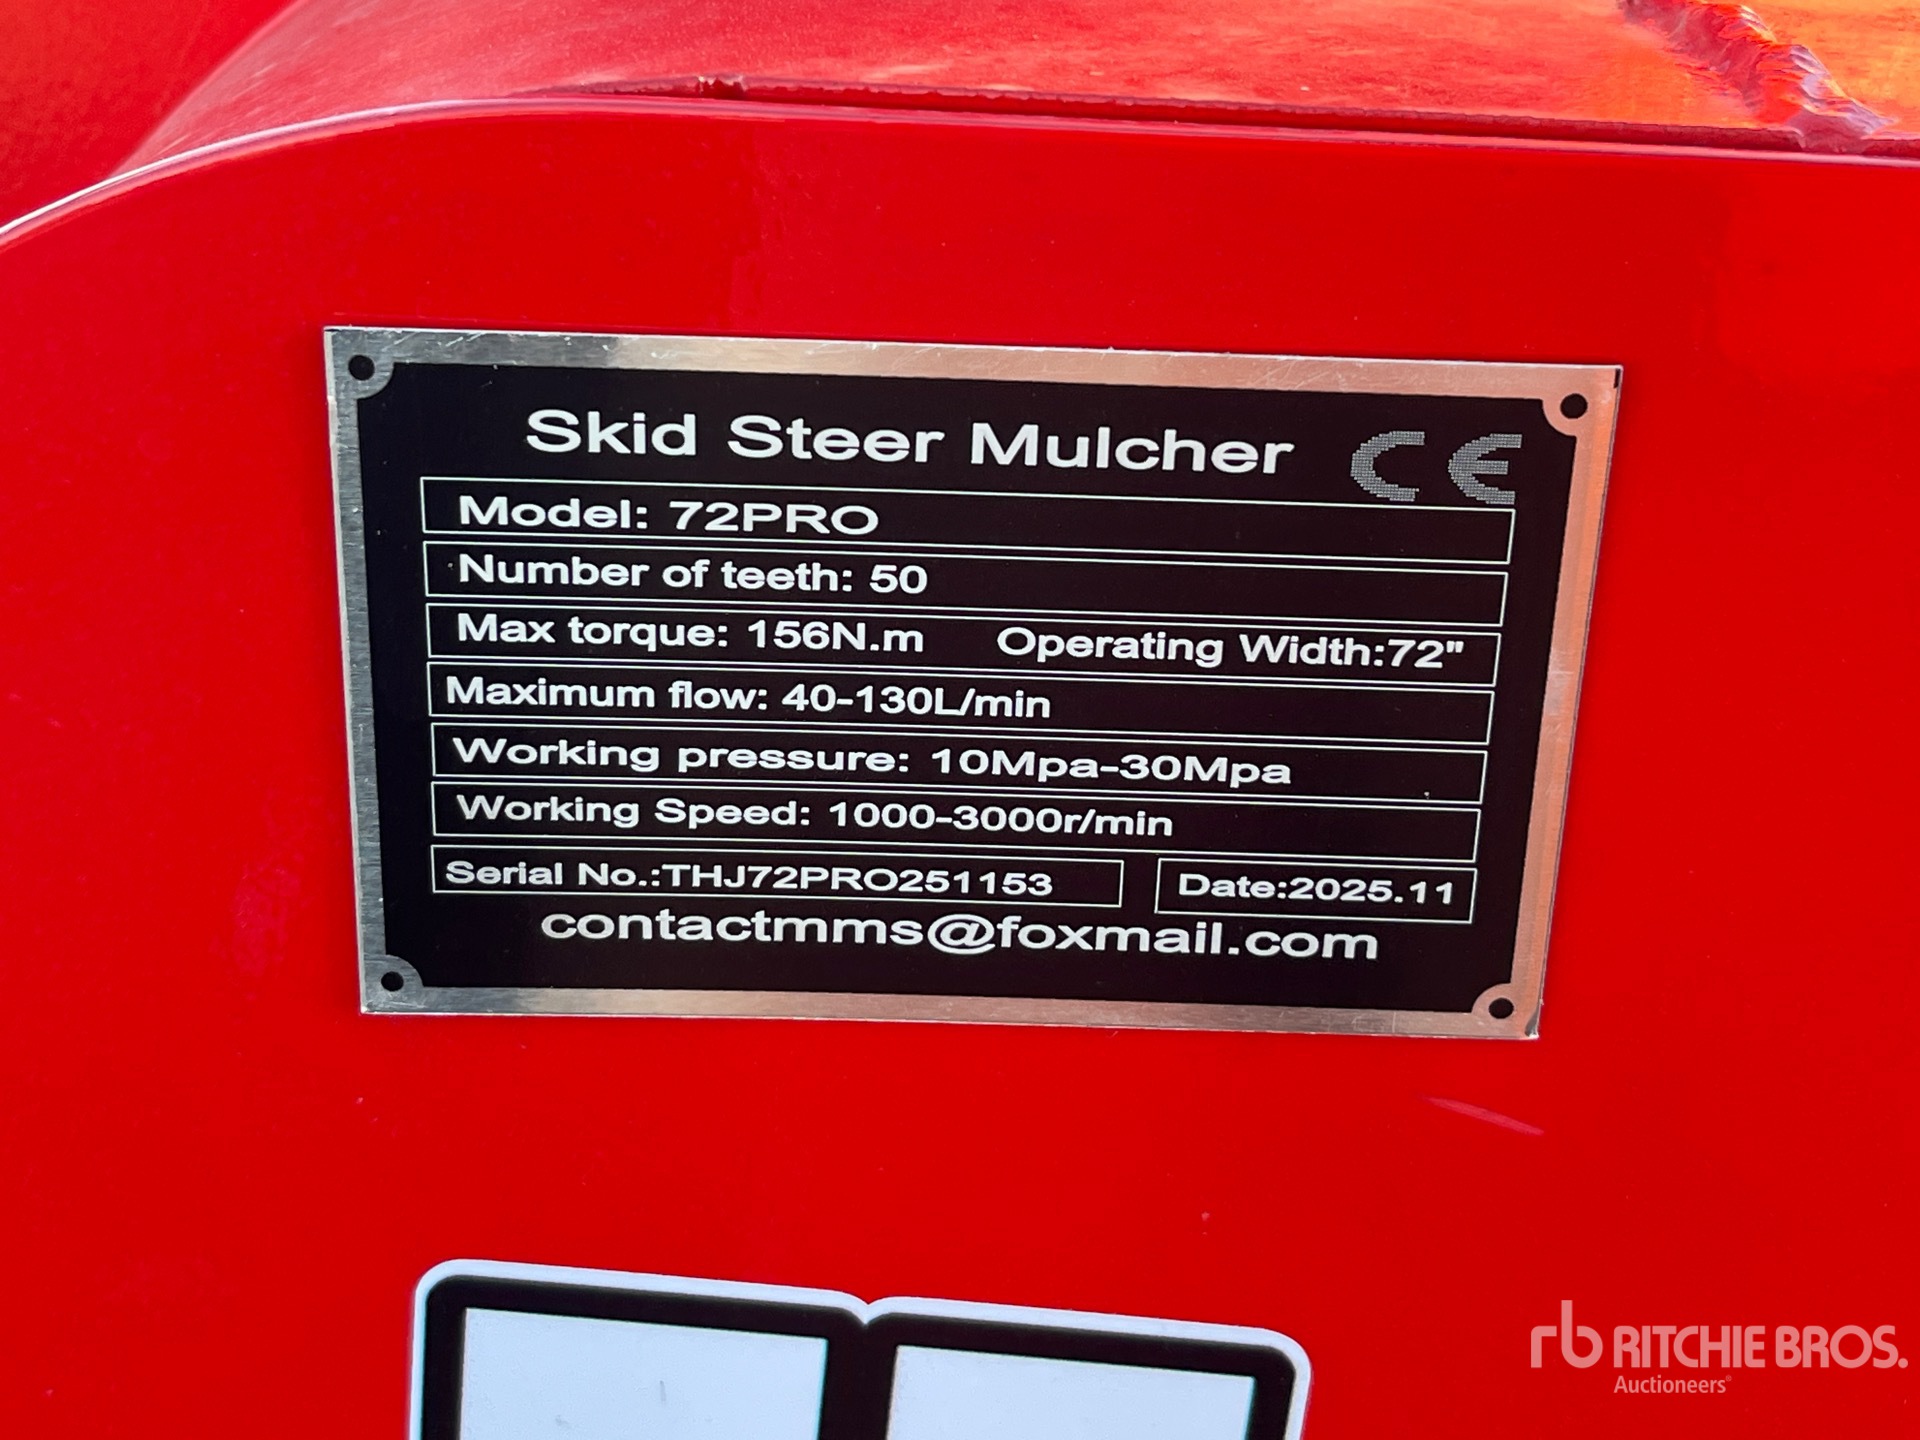 Skid Steer Mulcher CE
Model: 72PRO
Number of teeth: 50
Max torque: 156N.m Operating Width:72"
Maximum flow: 40-130L/min
Working pressure: 10Mpa-30Mpa
Working Speed: 1000-3000r/min
Serial No.:THJ72PRO251153 Date:2025.11
contactmms@foxmail.com
rb RITCHIE BROS.
Auctioneers